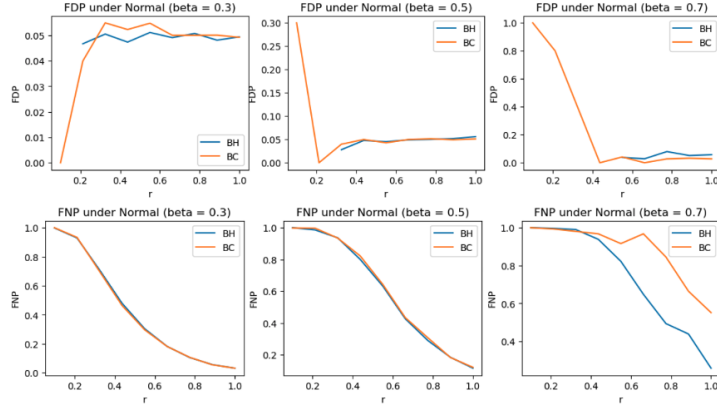 FDP under Normal (beta = 0.3)
FDP
0.05
0.04
0.03
0.02
0.01
0.00
BH
BC
0.2 0.4 0.6 0.8 1.0
r
FDP under Normal (beta = 0.5)
FDP
0.30
0.25
0.20
0.15
0.10
0.05
0.00
BH
BC
0.2 0.4 0.6 0.8 1.0
r
FDP under Normal (beta = 0.7)
FDP
1.0
0.8
0.6
0.4
0.2
0.0
BH
BC
0.2 0.4 0.6 0.8 1.0
r
FNP under Normal (beta = 0.3)
FNP
1.0
0.8
0.6
0.4
0.2
0.0
BH
BC
0.2 0.4 0.6 0.8 1.0
r
FNP under Normal (beta = 0.5)
FNP
1.0
0.8
0.6
0.4
0.2
BH
BC
0.2 0.4 0.6 0.8 1.0
r
FNP under Normal (beta = 0.7)
FNP
1.0
0.8
0.6
0.4
BH
BC
0.2 0.4 0.6 0.8 1.0
r